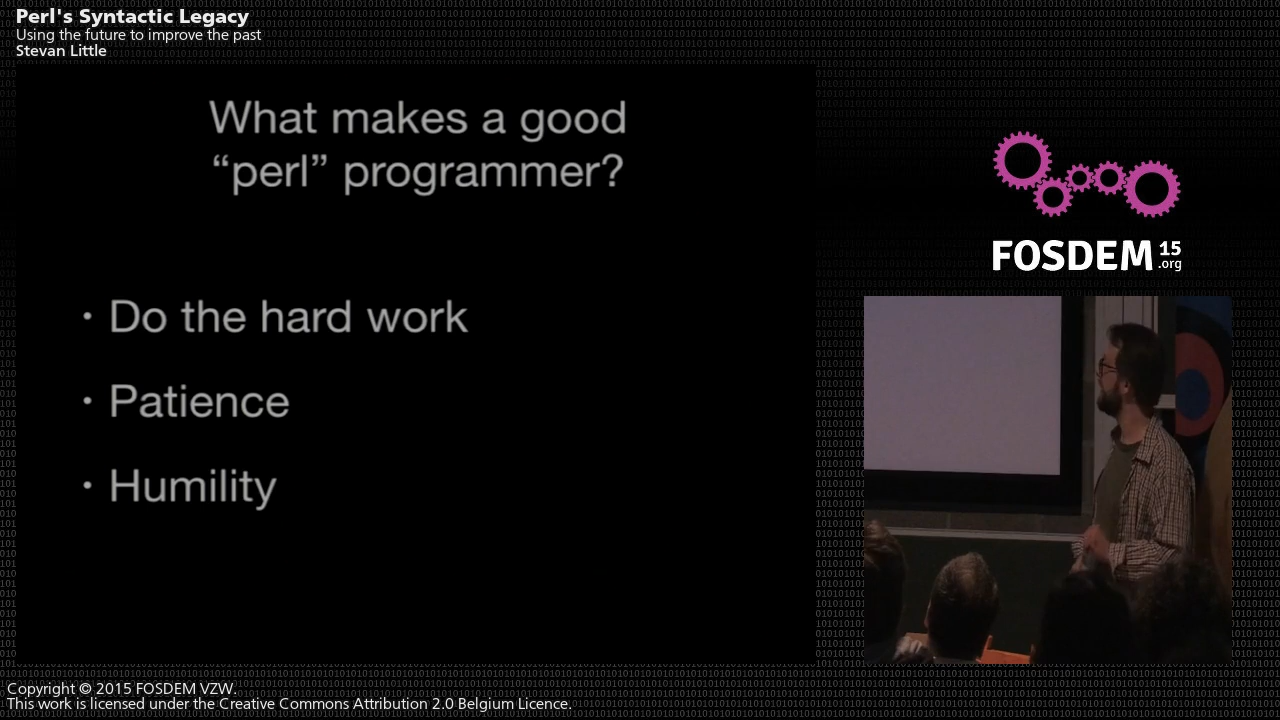 Perl's Syntactic Legacy
Using the future to improve the past
Stevan Little
What makes a good
“perl” programmer?
• Do the hard work
• Patience
• Humility
FOSDEM 15
.org
Copyright © 2015 FOSDEM VZW.
This work is licensed under the Creative Commons Attribution 2.0 Belgium Licence.